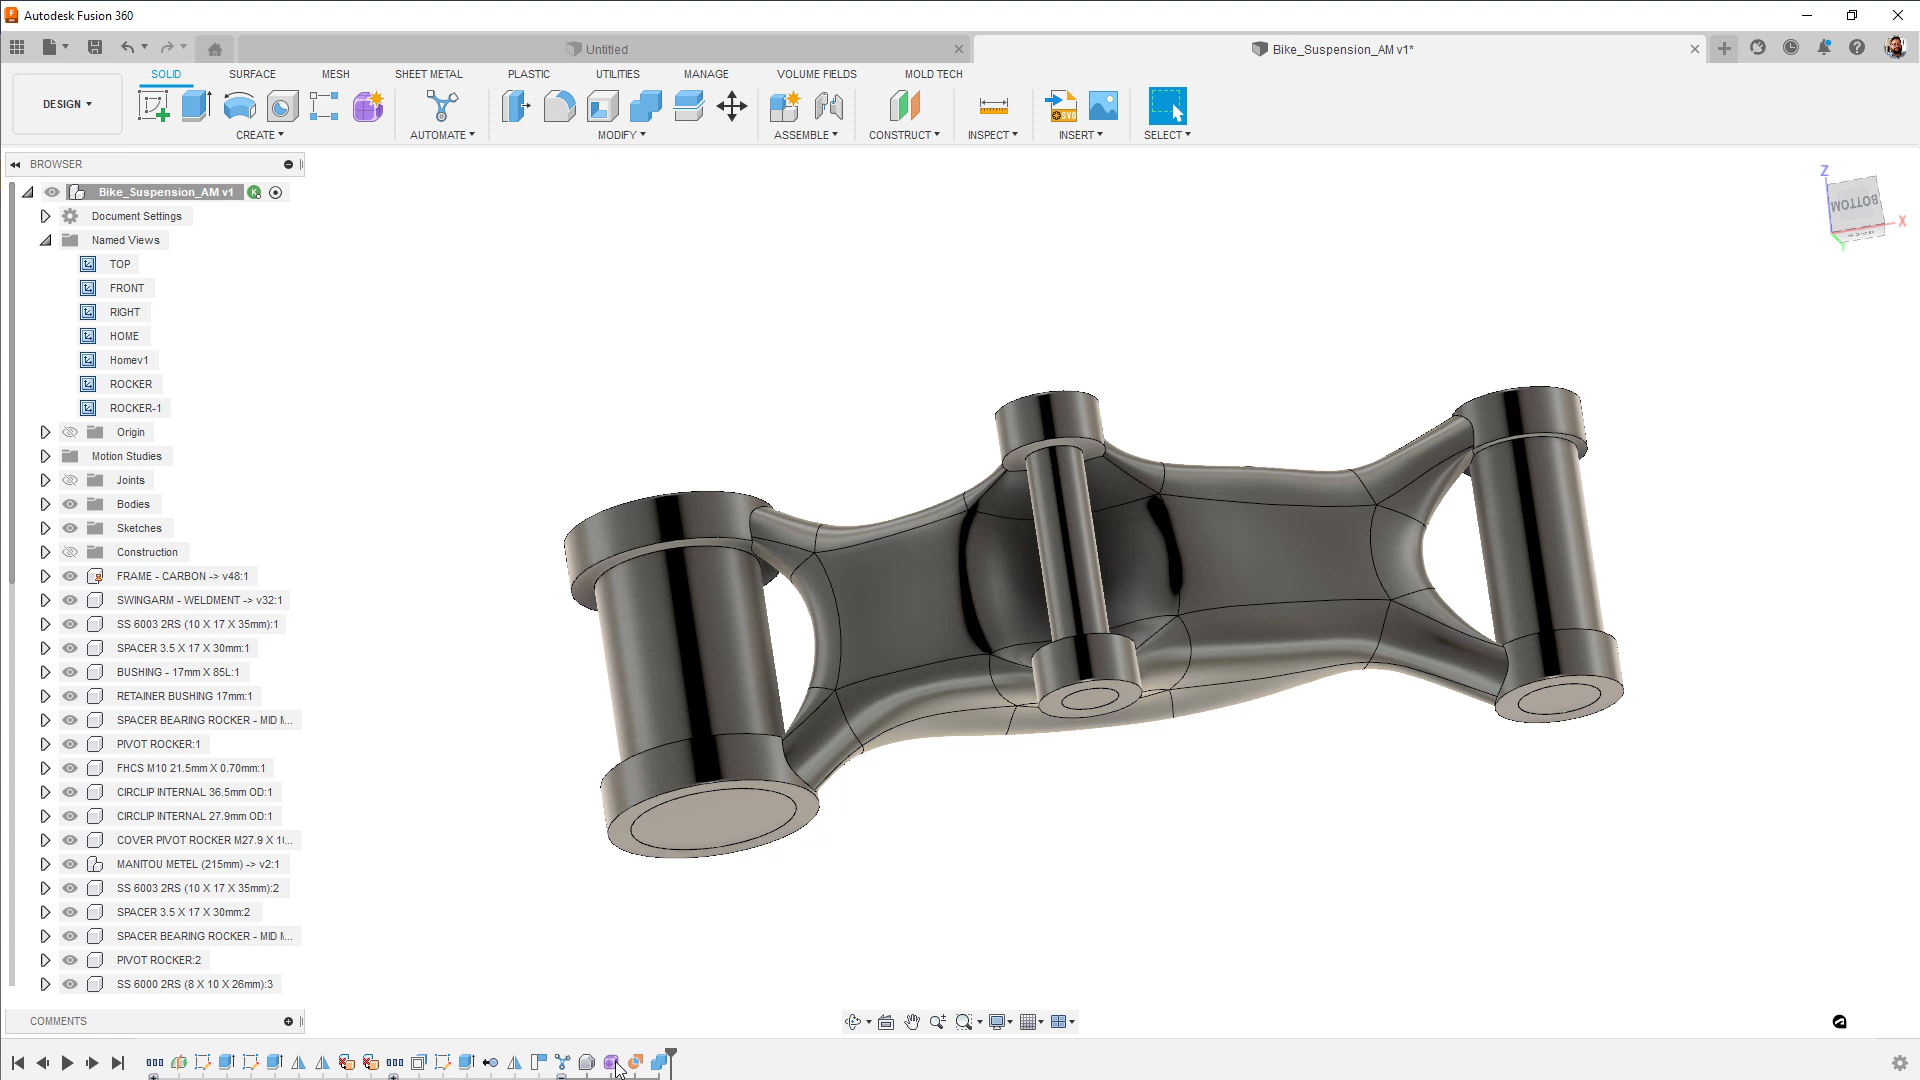 Autodesk Fusion 360
Untitled
Bike_Suspension_AM v1*
DESIGN
SOLID SURFACE MESH SHEET METAL PLASTIC UTILITIES MANAGE VOLUME FIELDS MOLD TECH
CREATE AUTOMATE MODIFY ASSEMBLE CONSTRUCT INSPECT INSERT SELECT
BROWSER
Bike_Suspension_AM v1
Document Settings
Named Views
TOP
FRONT
RIGHT
HOME
Homev1
ROCKER
ROCKER-1
Origin
Motion Studies
Joints
Bodies
Sketches
Construction
FRAME - CARBON -> v48:1
SWINGARM - WELDMENT -> v32:1
SS 6003 2RS (10 X 17 X 35mm):1
SPACER 3.5 X 17 X 30mm:1
BUSHING - 17mm X 85L:1
RETAINER BUSHING 17mm:1
SPACER BEARING ROCKER - MID M...
PIVOT ROCKER:1
FHCS M10 21.5mm X 0.70mm:1
CIRCLIP INTERNAL 36.5mm OD:1
CIRCLIP INTERNAL 27.9mm OD:1
COVER PIVOT ROCKER M27.9 X 1(...
MANITOU METEL (215mm) -> v2:1
SS 6003 2RS (10 X 17 X 35mm):2
SPACER 3.5 X 17 X 30mm:2
SPACER BEARING ROCKER - MID M...
PIVOT ROCKER:2
SS 6000 2RS (8 X 10 X 26mm):3
COMMENTS
Z
BOTTOM
X